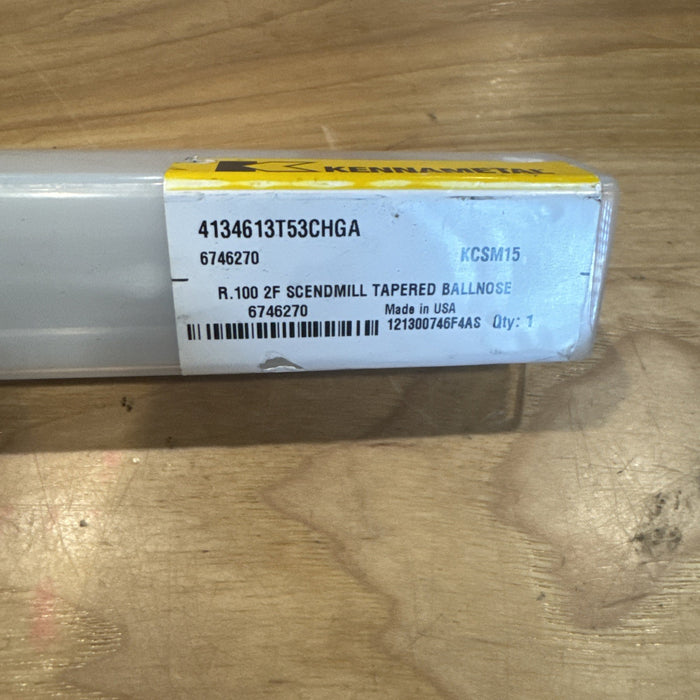 KENNAMETAL
4134613T53CHGA
6746270 KCSM15
R.100 2F SCENDMILL TAPERED BALLNOSE
6746270 Made in USA
121300746F4AS Qty: 1